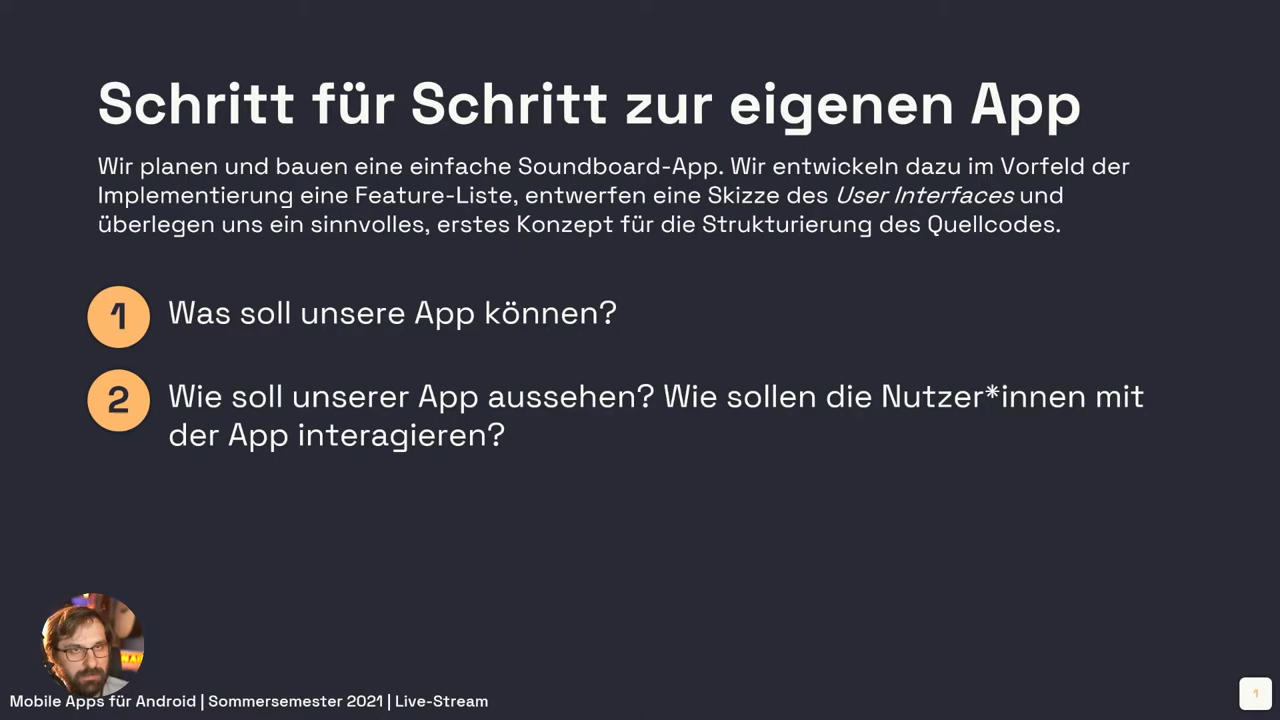 Schritt für Schritt zur eigenen App
Wir planen und bauen eine einfache Soundboard-App. Wir entwickeln dazu im Vorfeld der
Implementierung eine Feature-Liste, entwerfen eine Skizze des User Interfaces und
überlegen uns ein sinnvolles, erstes Konzept für die Strukturierung des Quellcodes.
1 Was soll unsere App können?
2 Wie soll unserer App aussehen? Wie sollen die Nutzer*innen mit
der App interagieren?
Mobile Apps für Android | Sommersemester 2021 | Live-Stream
1